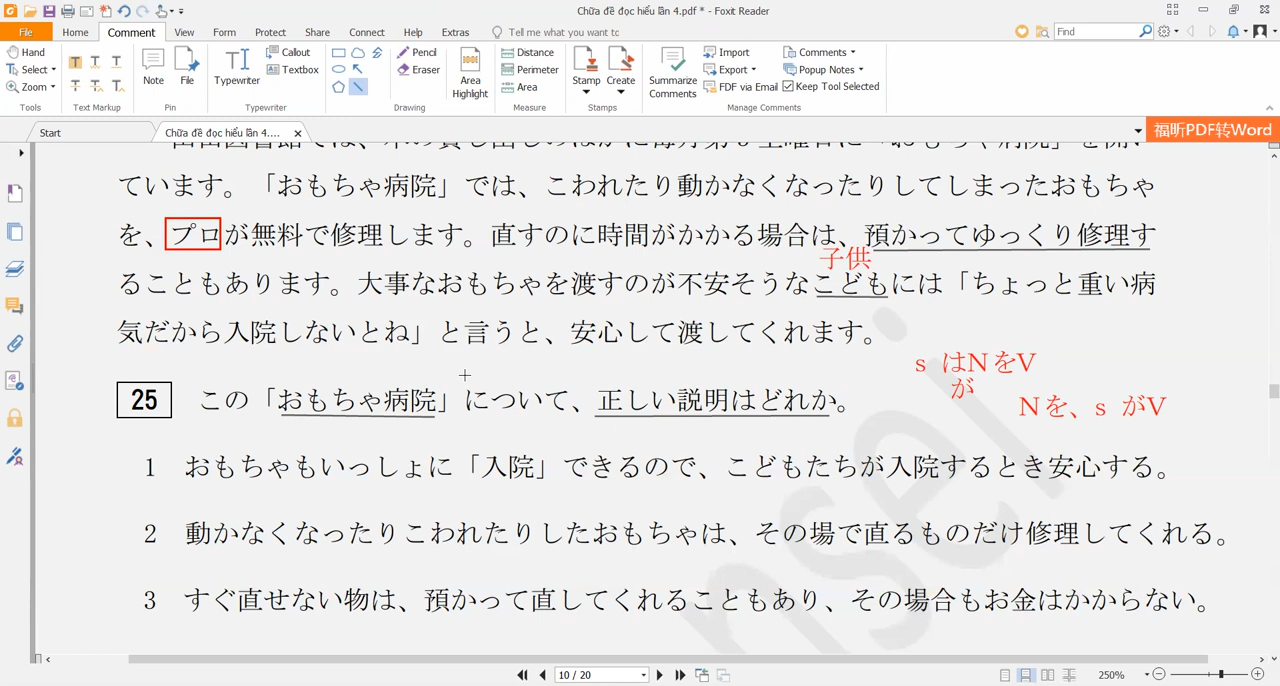 Chữa đề đọc hiểu lần 4.pdf * - Foxit Reader
File Home Comment View Form Protect Share Connect Help Extras Tell me what you want to Find
Hand
Select
Zoom
Tools
Text Markup
Note
File
Pin
Typewriter
Callout
Textbox
Typewriter
Pencil
Eraser
Drawing
Area Highlight
Distance
Perimeter
Area
Measure
Stamp
Create
Stamps
Summarize Comments
Import
Export
FDF via Email
Comments
Popup Notes
Keep Tool Selected
Manage Comments
Start
Chữa đề đọc hiểu lần 4....
福昕PDF转Word
ています。「おもちゃ病院」では、こわれたり動かなくなったりしてしまったおもちゃ
を、プロが無料で修理します。直すのに時間がかかる場合は、預かってゆっくり修理す
子供
ることもあります。大事なおもちゃを渡すのが不安そうなこどもには「ちょっと重い病
気だから入院しないとね」と言うと、安心して渡してくれます。
s はNをV
が
Nを、s がV
25 この「おもちゃ病院」について、正しい説明はどれか。
1 おもちゃもいっしょに「入院」できるので、こどもたちが入院するとき安心する。
2 動かなくなったりこわれたりしたおもちゃは、その場で直るものだけ修理してくれる。
3 すぐ直せない物は、預かって直してくれることもあり、その場合もお金はかからない。
nsei
10 / 20
250%